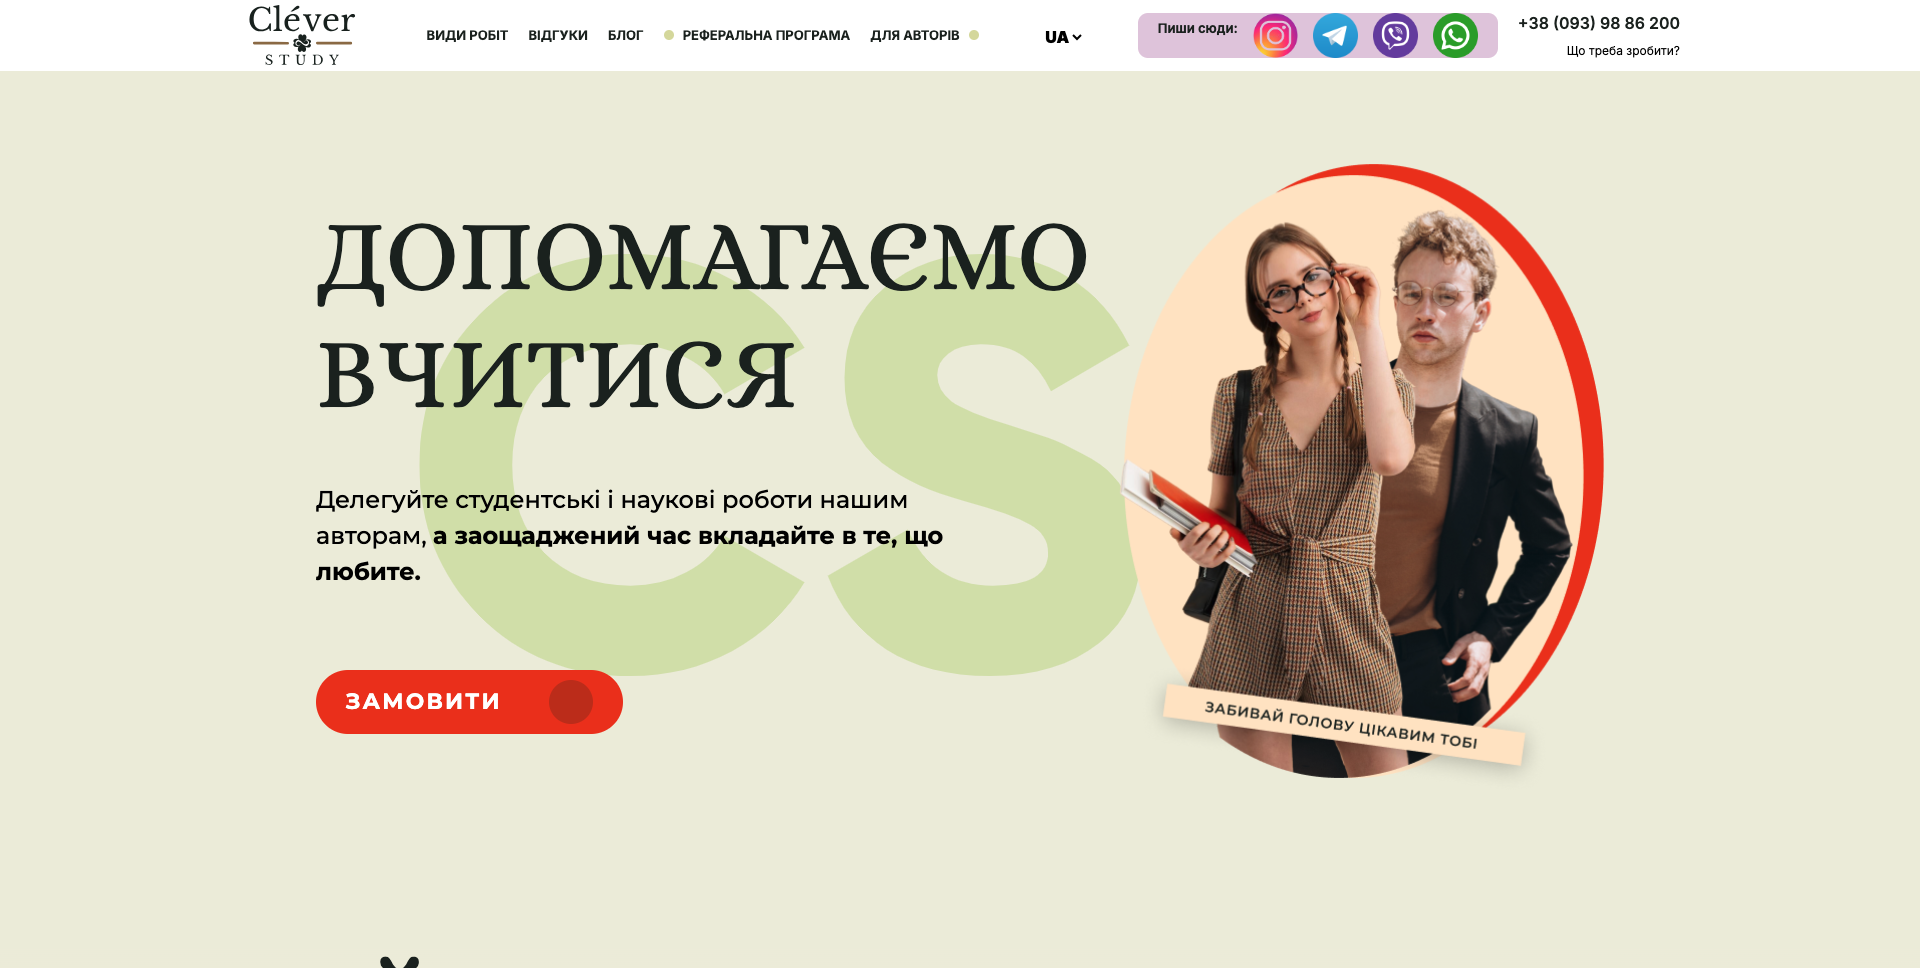 Cléver
STUDY
ВИДИ РОБІТ
ВІДГУКИ
БЛОГ
РЕФЕРАЛЬНА ПРОГРАМА
ДЛЯ АВТОРІВ
UA
Пиши сюди:
+38 (093) 98 86 200
Що треба зробити?
CS
ДОПОМАГАЄМО
ВЧИТИСЯ
Делегуйте студентські і наукові роботи нашим
авторам, а заощаджений час вкладайте в те, що
любите.
ЗАМОВИТИ
ЗАБИВАЙ ГОЛОВУ ЦІКАВИМ ТОБІ